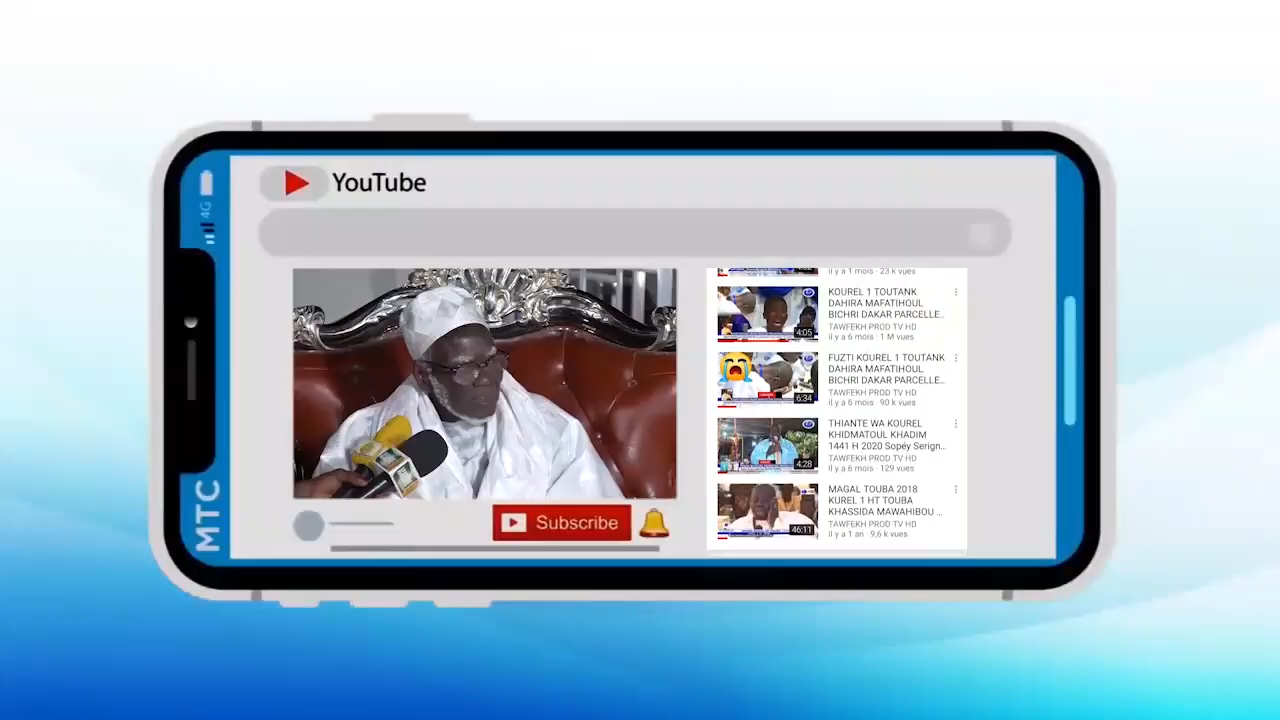 YouTube
4G
MTC
Subscribe
il y a 1 mois · 23 k vues
KOUREL 1 TOUTANK
DAHIRA MAFATIHOUL
BICHRI DAKAR PARCELLE...
TAWFEKH PROD TV HD
il y a 6 mois · 1 M vues
4:05
FUZTI KOUREL 1 TOUTANK
DAHIRA MAFATIHOUL
BICHRI DAKAR PARCELLE...
TAWFEKH PROD TV HD
il y a 6 mois · 90 k vues
6:34
THIANTE WA KOUREL
KHIDMATOUL KHADIM
1441 H 2020 Sopéy Serign...
TAWFEKH PROD TV HD
il y a 6 mois · 129 vues
4:28
MAGAL TOUBA 2018
KUREL 1 HT TOUBA
KHASSIDA MAWAHIBOU ...
TAWFEKH PROD TV HD
il y a 1 an · 9,6 k vues
46:11